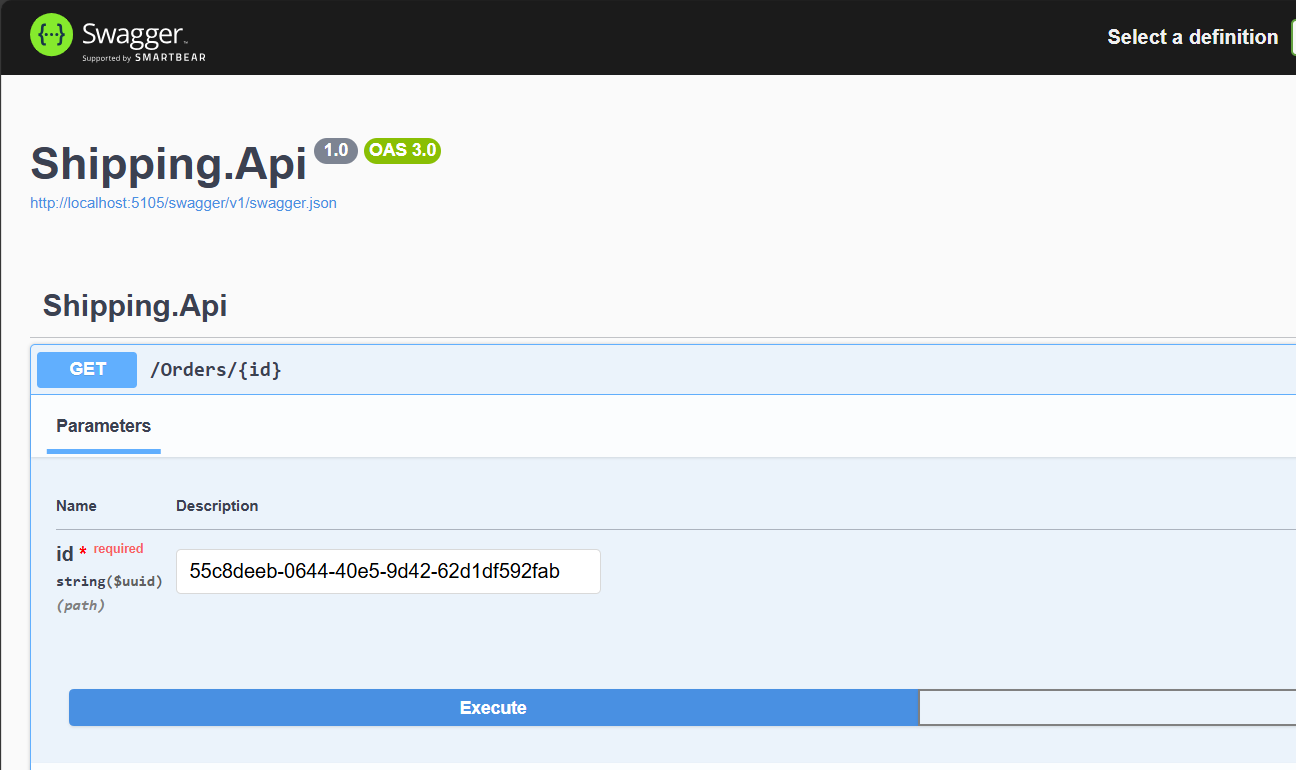 {···} Swagger™
Supported by SMARTBEAR
Select a definition
Shipping.Api 1.0 OAS 3.0
http://localhost:5105/swagger/v1/swagger.json
Shipping.Api
GET /Orders/{id}
Parameters
Name Description
id * required
string($uuid)
(path)
55c8deeb-0644-40e5-9d42-62d1df592fab
Execute